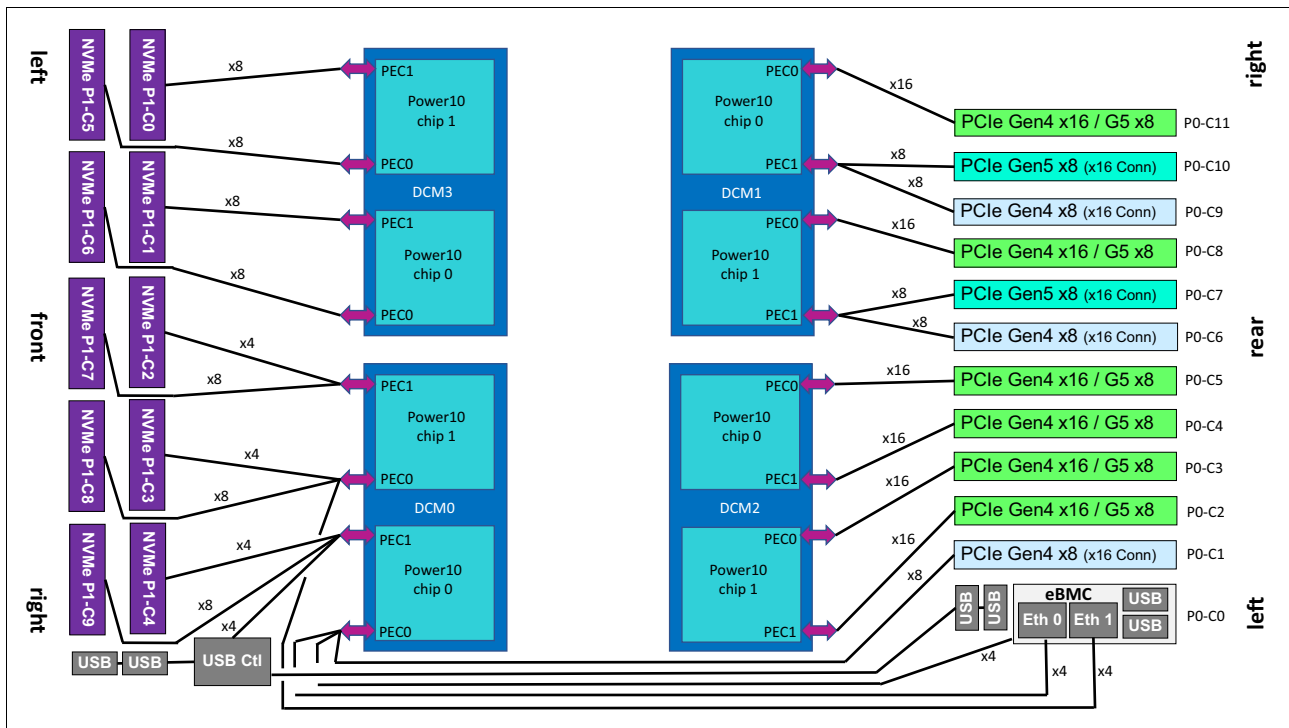 left
front
right
NVMe P1-C5
NVMe P1-C0
x8
x8
NVMe P1-C6
NVMe P1-C1
x8
x8
NVMe P1-C7
NVMe P1-C2
x4
x8
NVMe P1-C8
NVMe P1-C3
x4
x8
NVMe P1-C9
NVMe P1-C4
x4
x8
x4
USB
USB
USB Ctl
PEC1
Power10
chip 1
PEC0
DCM3
PEC1
Power10
chip 0
PEC0
PEC1
Power10
chip 1
PEC0
DCM0
PEC1
Power10
chip 0
PEC0
PEC0
Power10
chip 0
PEC1
DCM1
PEC0
Power10
chip 1
PEC1
PEC0
Power10
chip 0
PEC1
DCM2
PEC0
Power10
chip 1
PEC1
right
rear
left
x16
PCIe Gen4 x16 / G5 x8
P0-C11
x8
PCIe Gen5 x8 (x16 Conn)
P0-C10
x8
PCIe Gen4 x8 (x16 Conn)
P0-C9
x16
PCIe Gen4 x16 / G5 x8
P0-C8
x8
PCIe Gen5 x8 (x16 Conn)
P0-C7
x8
PCIe Gen4 x8 (x16 Conn)
P0-C6
x16
PCIe Gen4 x16 / G5 x8
P0-C5
x16
PCIe Gen4 x16 / G5 x8
P0-C4
x16
PCIe Gen4 x16 / G5 x8
P0-C3
x16
PCIe Gen4 x16 / G5 x8
P0-C2
x8
PCIe Gen4 x8 (x16 Conn)
P0-C1
USB
USB
eBMC
Eth 0
Eth 1
USB
USB
P0-C0
x4
x4
x4